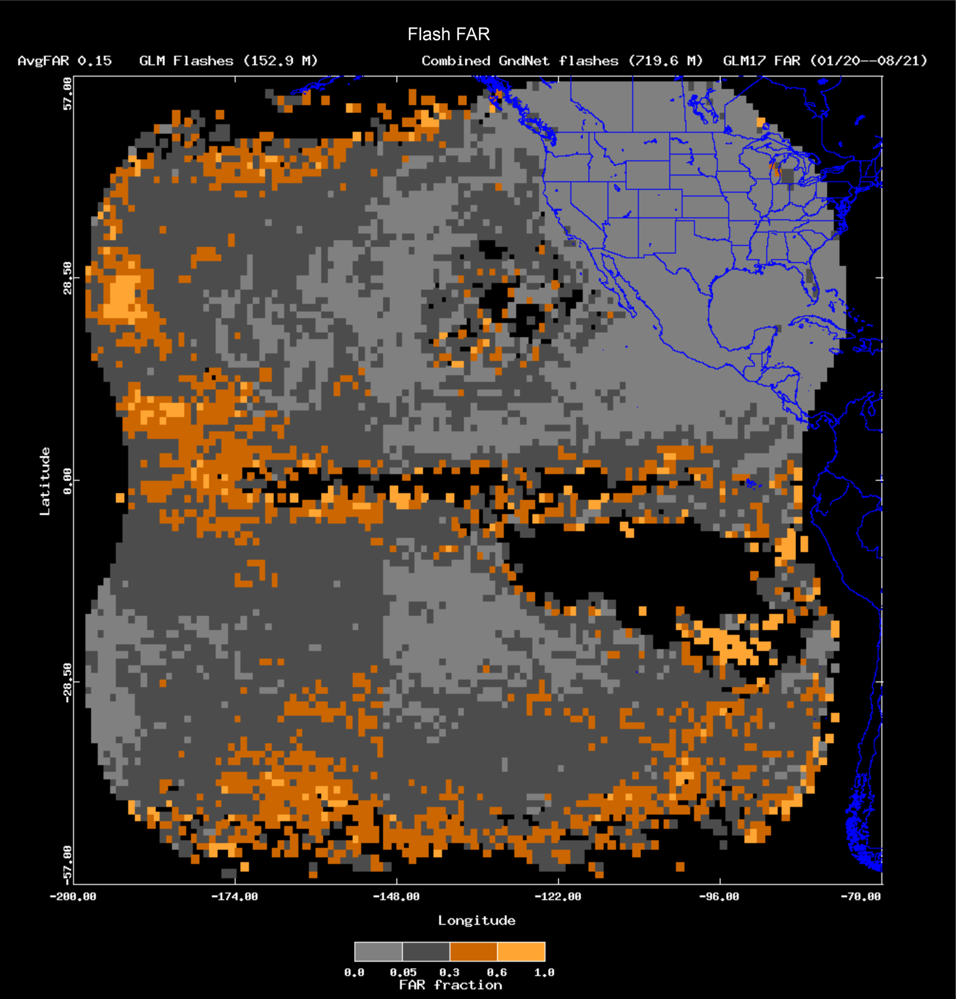 Flash FAR
AvgFAR 0.15 GLM Flashes (152.9 M) Combined GndNet flashes (719.6 M) GLM17 FAR (01/20--08/21)
57.00
28.50
0.00
-28.50
-57.00
Latitude
-200.00 -174.00 -148.00 -122.00 -96.00 -70.00
Longitude
0.0 0.05 0.3 0.6 1.0
FAR fraction